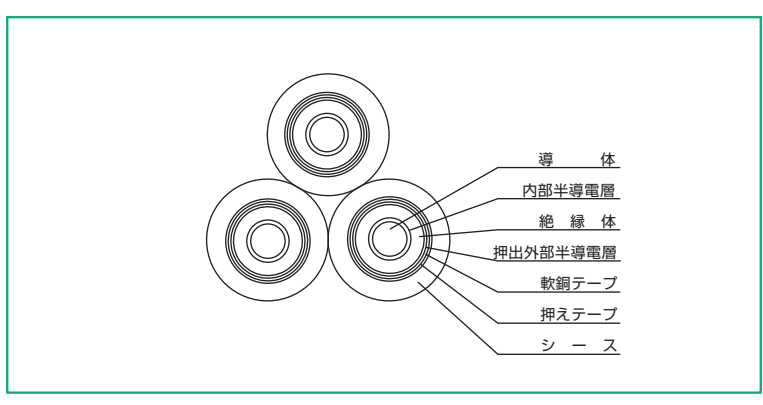 導体
内部半導電層
絶縁体
押出外部半導電層
軟銅テープ
押えテープ
シース